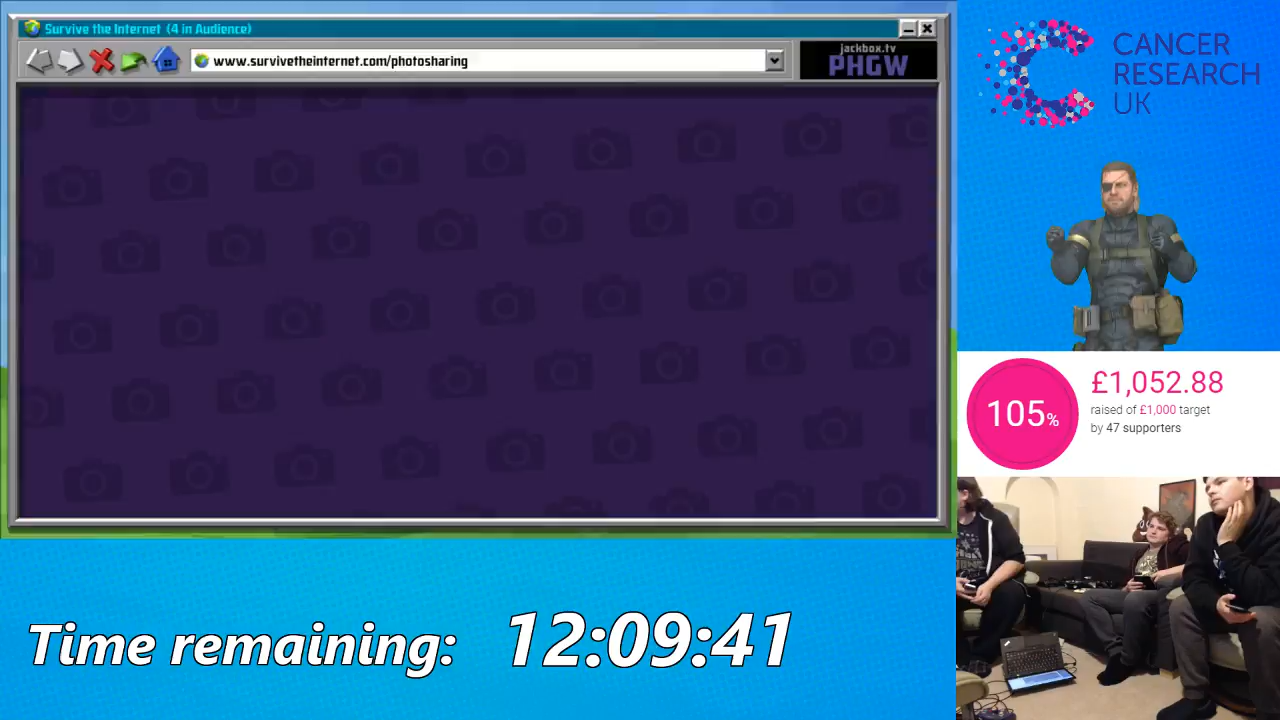 Survive the Internet (4 in Audience)
www.survivetheinternet.com/photosharing
jackbox.tv
PHGW
CANCER
RESEARCH
UK
105%
£1,052.88
raised of £1,000 target
by 47 supporters
Time remaining: 12:09:41